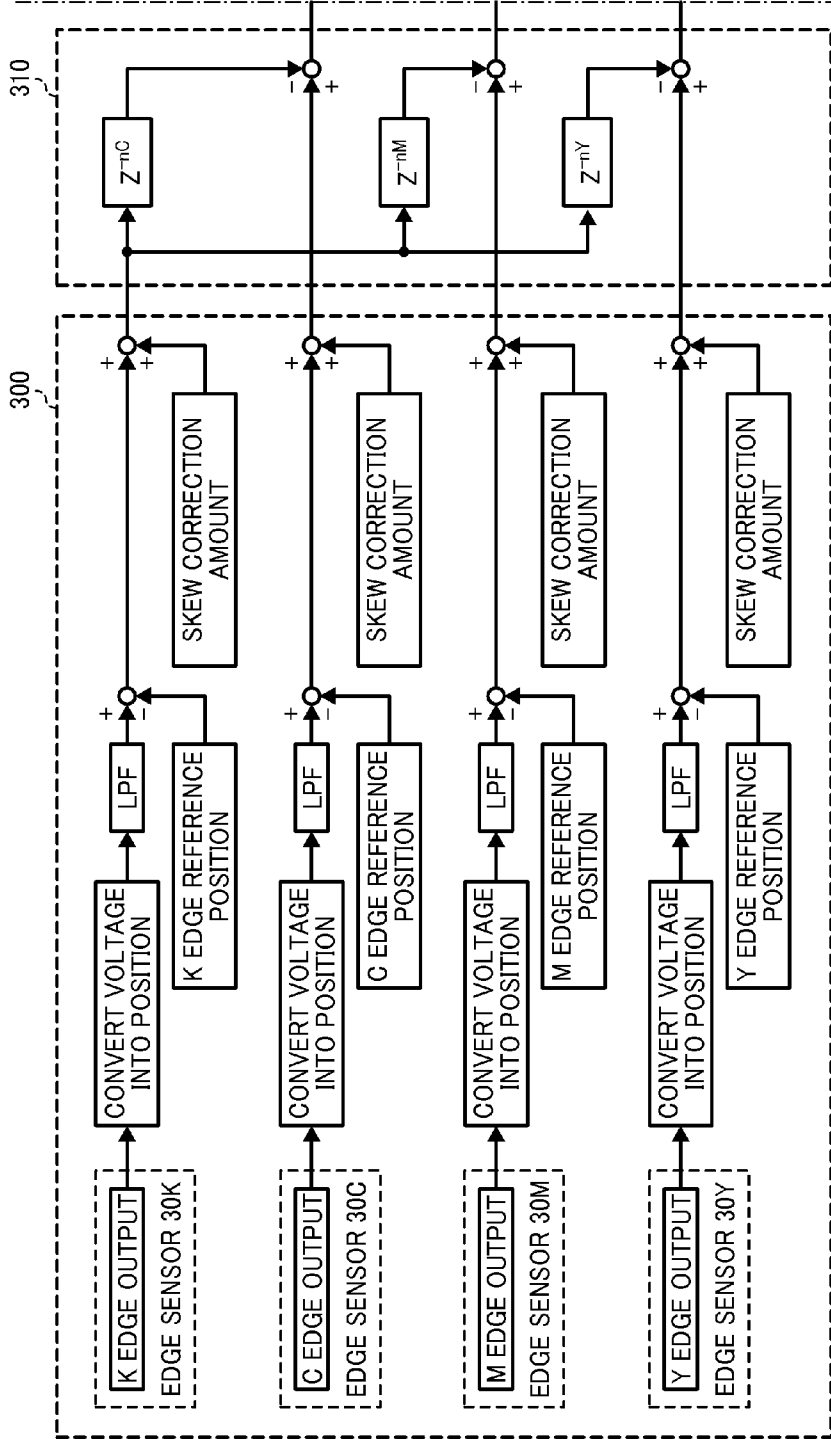 300
310
K EDGE OUTPUT
EDGE SENSOR 30K
CONVERT VOLTAGE
INTO POSITION
LPF
+
-
K EDGE REFERENCE
POSITION
+
+
SKEW CORRECTION
AMOUNT
Z-nC
-
+
C EDGE OUTPUT
EDGE SENSOR 30C
CONVERT VOLTAGE
INTO POSITION
LPF
+
-
C EDGE REFERENCE
POSITION
+
+
SKEW CORRECTION
AMOUNT
Z-nM
-
+
M EDGE OUTPUT
EDGE SENSOR 30M
CONVERT VOLTAGE
INTO POSITION
LPF
+
-
M EDGE REFERENCE
POSITION
+
+
SKEW CORRECTION
AMOUNT
Z-nY
-
+
Y EDGE OUTPUT
EDGE SENSOR 30Y
CONVERT VOLTAGE
INTO POSITION
LPF
+
-
Y EDGE REFERENCE
POSITION
+
+
SKEW CORRECTION
AMOUNT